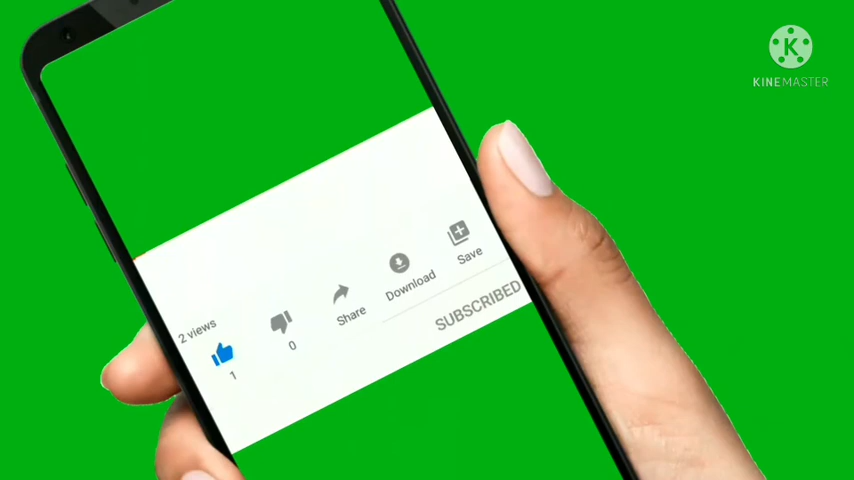 KINEMASTER
2 views
1
0
Share
Download
Save
SUBSCRIBED